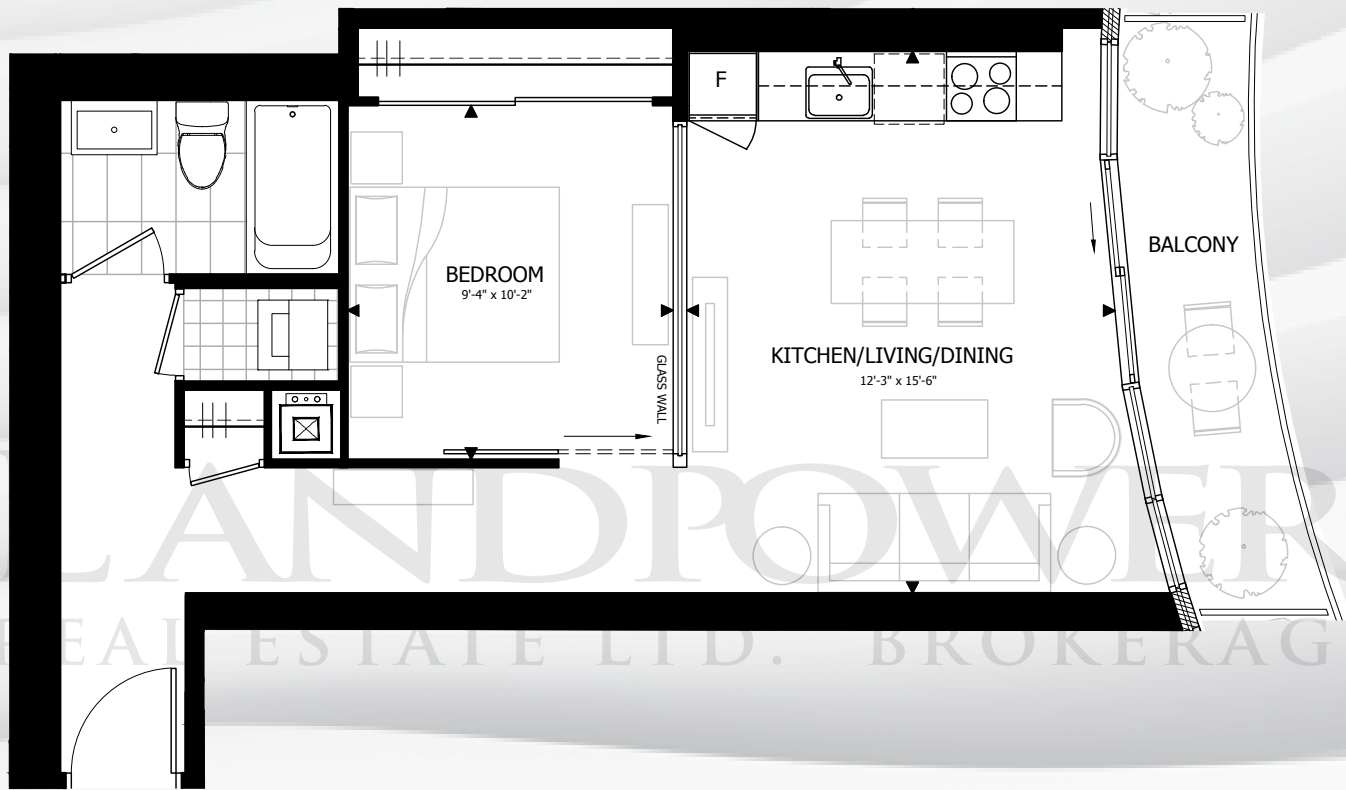 F
BEDROOM
9'-4" x 10'-2"
GLASS WALL
KITCHEN/LIVING/DINING
12'-3" x 15'-6"
BALCONY
LANDPOWER
REAL ESTATE LTD. BROKERAG